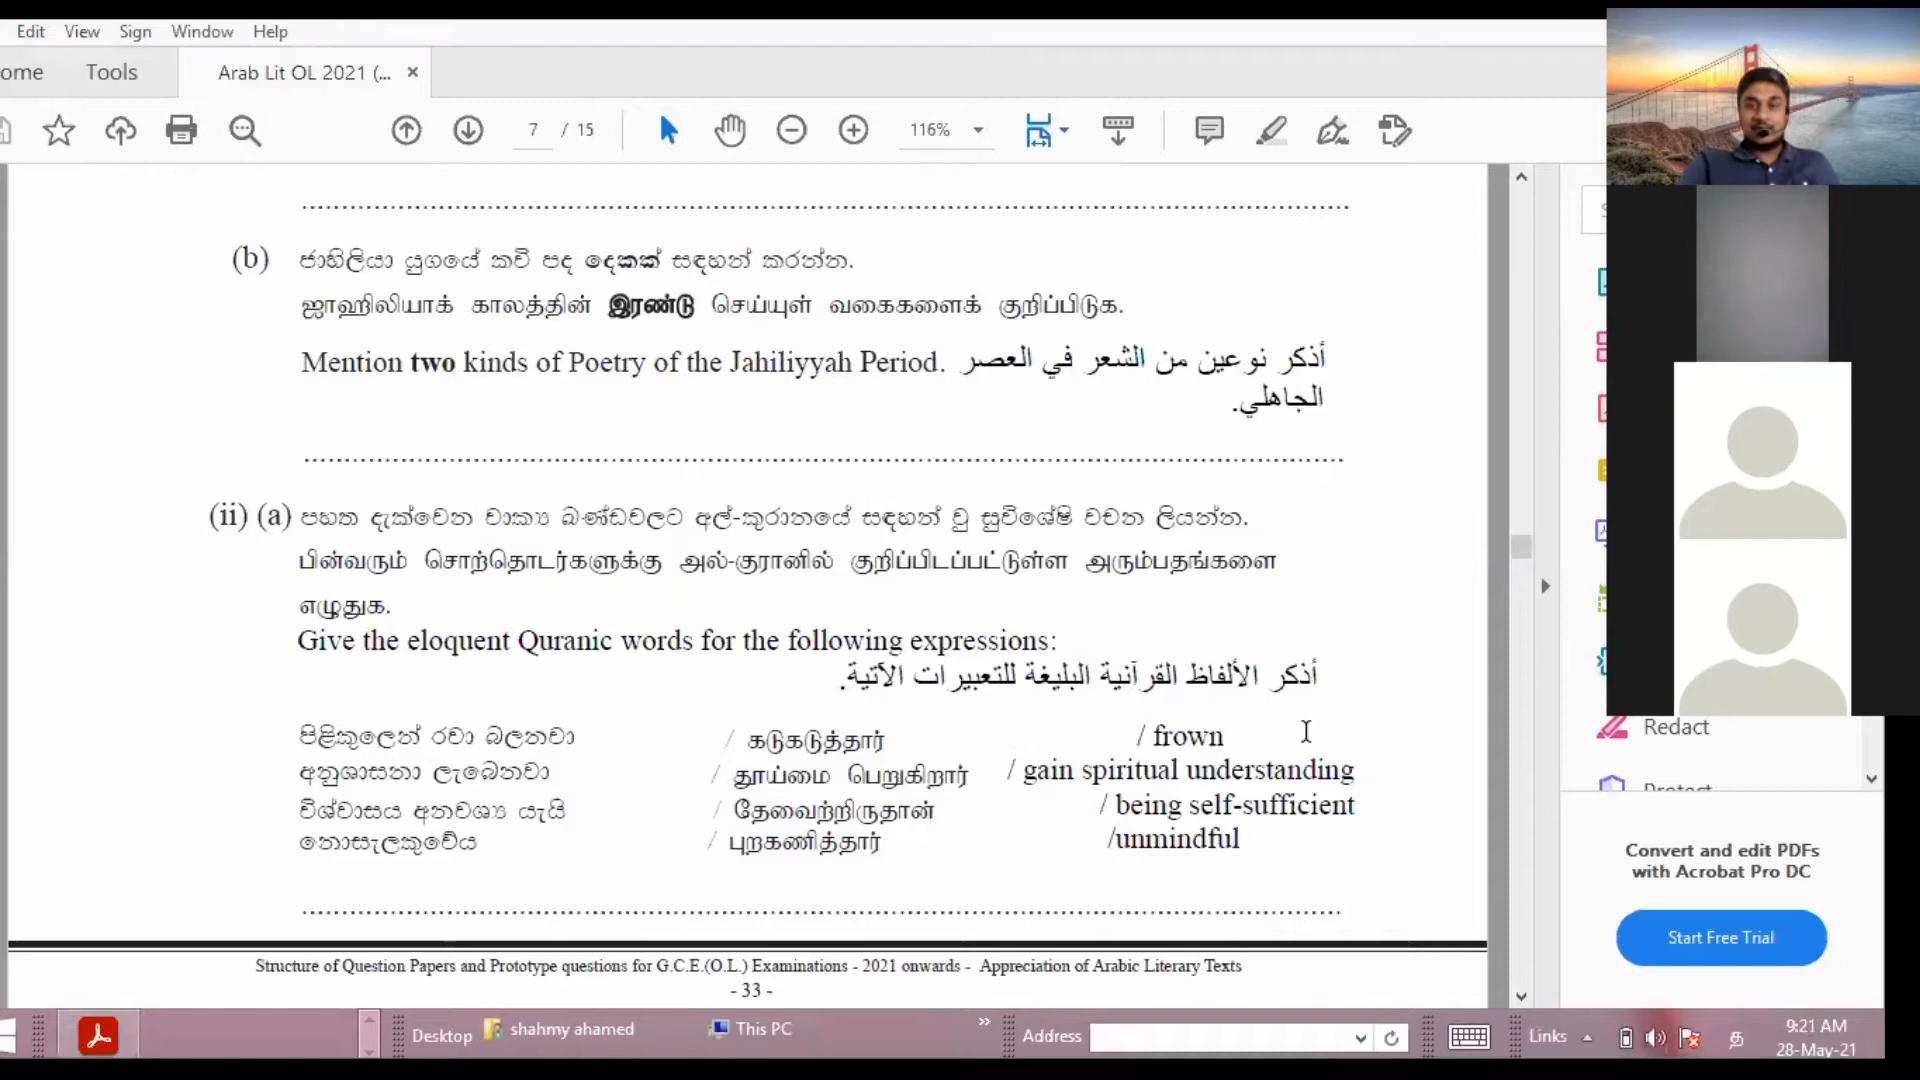 Edit View Sign Window Help
ome Tools Arab Lit OL 2021 (... ×
7 / 15 116%
(b) ජාහිලියා යුගයේ කවි පද දෙකක් සඳහන් කරන්න.
ஜாஹிலியாக் காலத்தின் இரண்டு செய்யுள் வகைகளைக் குறிப்பிடுக.
Mention two kinds of Poetry of the Jahiliyyah Period. أذكر نوعين من الشعر في العصر
الجاهلي.
(ii) (a) පහත දැක්වෙන වාක්‍ය ඛණ්ඩවලට අල්-කුරානයේ සඳහන් වු සුවිශේෂි වචන ලියන්න.
பின்வரும் சொற்தொடர்களுக்கு அல்-குரானில் குறிப்பிடப்பட்டுள்ள அரும்பதங்களை
எழுதுக.
Give the eloquent Quranic words for the following expressions:
أذكر الألفاظ القرآنية البليغة للتعبيرات الآتية.
පිළිකුලෙන් රවා බලනවා / கடுகடுத்தார் / frown
අනුශාසනා ලැබෙනවා / தூய்மை பெறுகிறார் / gain spiritual understanding
විශ්වාසය අනවශ්‍ය යැයි / தேவைற்றிருதான் / being self-sufficient
නොසැලකුවේය / புறகணித்தார் /unmindful
Structure of Question Papers and Prototype questions for G.C.E.(O.L.) Examinations - 2021 onwards - Appreciation of Arabic Literary Texts
- 33 -
Redact
Protect
Convert and edit PDFs
with Acrobat Pro DC
Start Free Trial
Desktop shahmy ahamed This PC » Address Links த 9:21 AM
28-May-21